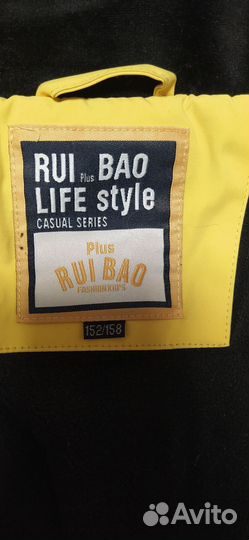 RUI Plus BAO
LIFE style
CASUAL SERIES
Plus
RUI BAO
FASHION KID'S
152/158
Avito